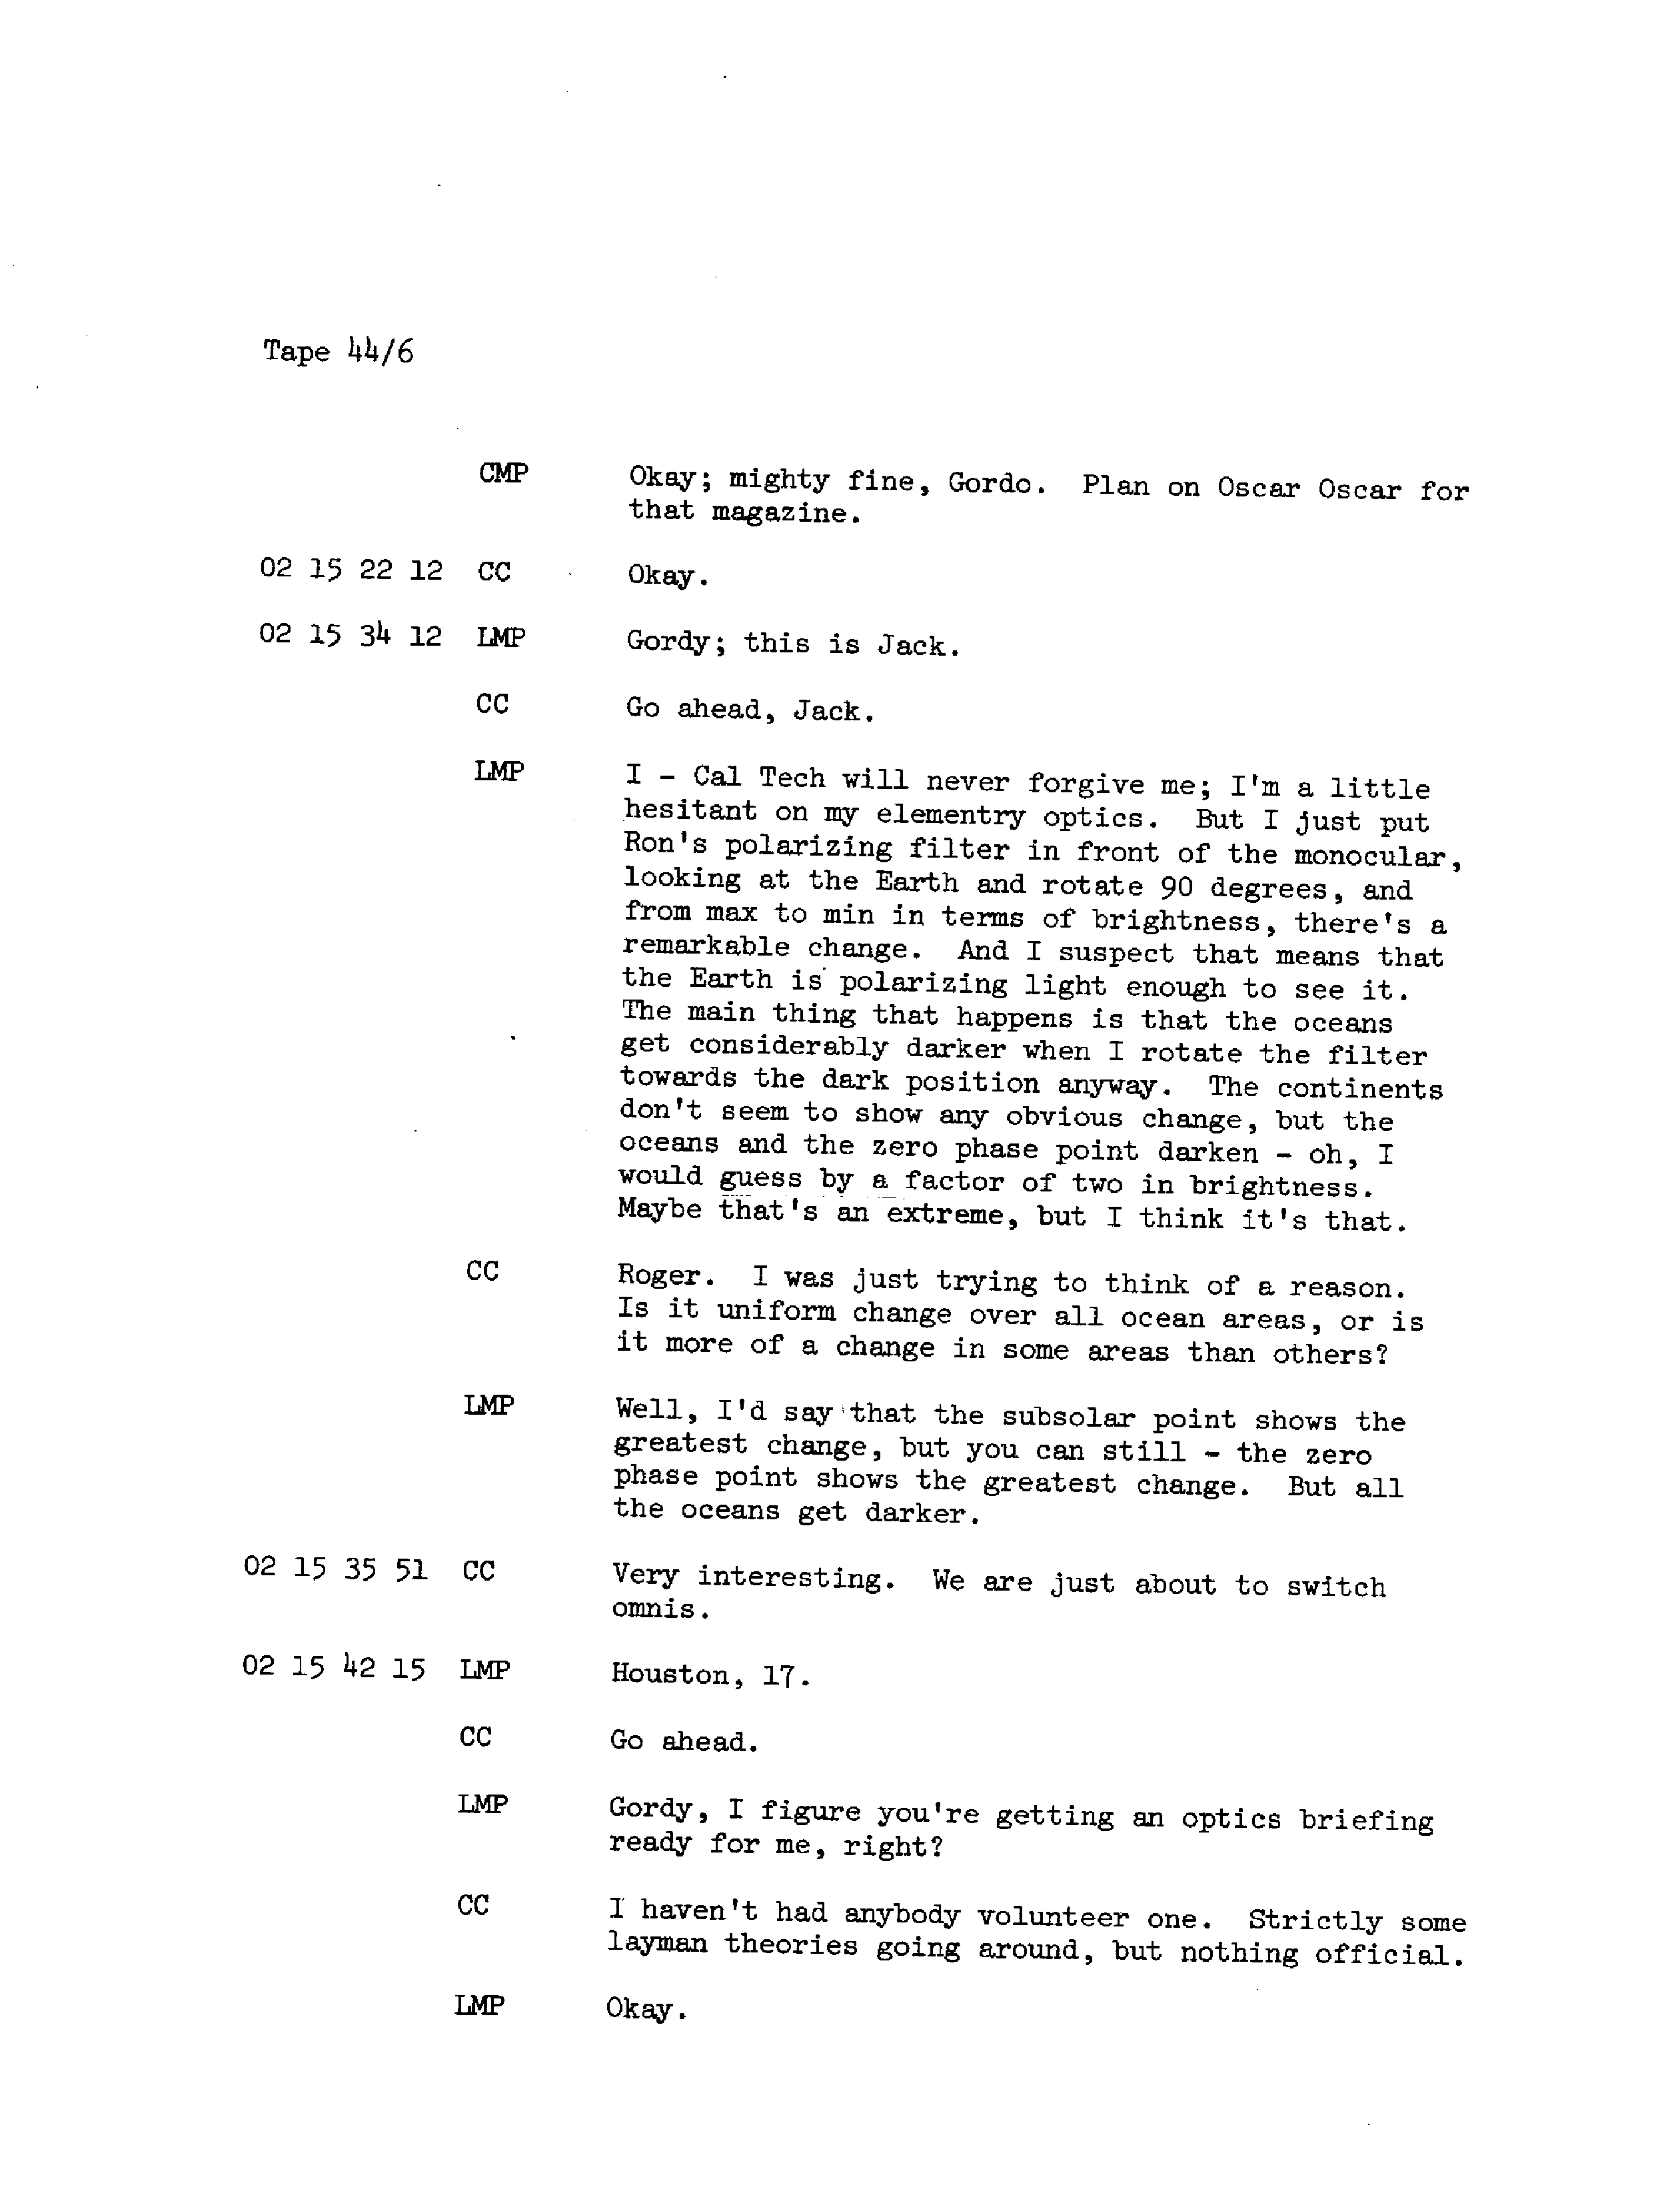 Tape 44/6
CMP Okay; mighty fine, Gordo. Plan on Oscar Oscar for
that magazine.
02 15 22 12 CC Okay.
02 15 34 12 LMP Gordy; this is Jack.
CC Go ahead, Jack.
LMP I - Cal Tech will never forgive me; I'm a little
hesitant on my elementry optics. But I just put
Ron's polarizing filter in front of the monocular,
looking at the Earth and rotate 90 degrees, and
from max to min in terms of brightness, there's a
remarkable change. And I suspect that means that
the Earth is polarizing light enough to see it.
The main thing that happens is that the oceans
get considerably darker when I rotate the filter
towards the dark position anyway. The continents
don't seem to show any obvious change, but the
oceans and the zero phase point darken - oh, I
would guess by a factor of two in brightness.
Maybe that's an extreme, but I think it's that.
CC Roger. I was just trying to think of a reason.
Is it uniform change over all ocean areas, or is
it more of a change in some areas than others?
LMP Well, I'd say that the subsolar point shows the
greatest change, but you can still - the zero
phase point shows the greatest change. But all
the oceans get darker.
02 15 35 51 CC Very interesting. We are just about to switch
omnis.
02 15 42 15 LMP Houston, 17.
CC Go ahead.
LMP Gordy, I figure you're getting an optics briefing
ready for me, right?
CC I haven't had anybody volunteer one. Strictly some
layman theories going around, but nothing official.
LMP Okay.